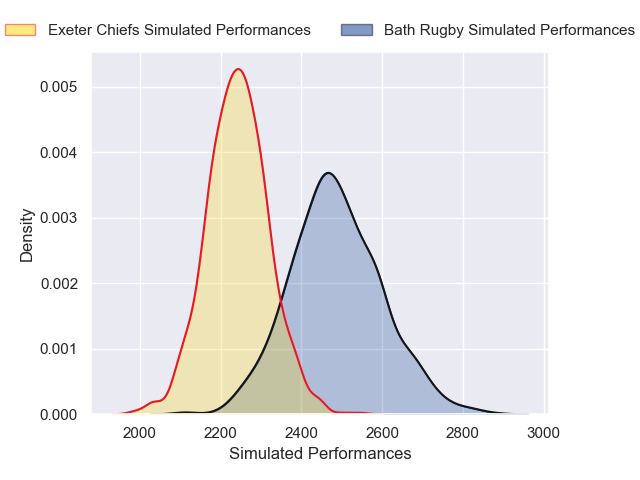 Exeter Chiefs Simulated Performances Bath Rugby Simulated Performances
0.005
0.004
0.003
0.002
0.001
0.000
Density
2000 2200 2400 2600 2800 3000
Simulated Performances